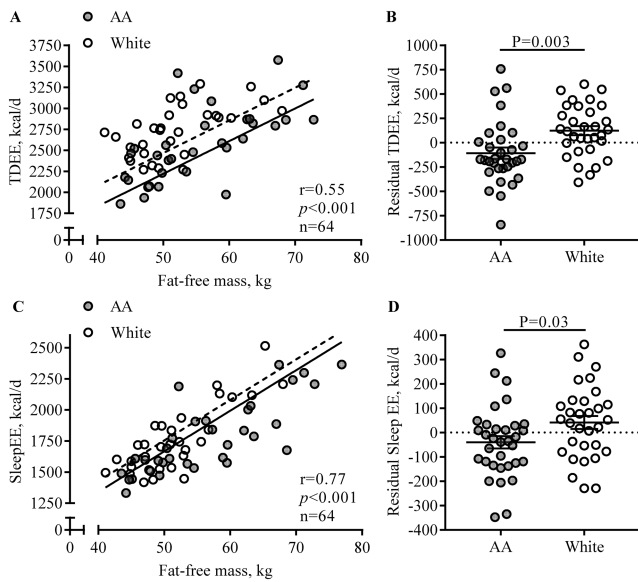 A
AA
White
TDEE, kcal/d
3750
3500
3250
3000
2750
2500
2250
2000
1750
0
0
40
50
60
70
80
Fat-free mass, kg
r=0.55
p<0.001
n=64
B
P=0.003
Residual TDEE, kcal/d
1000
750
500
250
0
-250
-500
-750
-1000
AA
White
C
AA
White
SleepEE, kcal/d
2500
2250
2000
1750
1500
1250
0
0
40
50
60
70
80
Fat-free mass, kg
r=0.77
p<0.001
n=64
D
P=0.03
Residual Sleep EE, kcal/d
400
300
200
100
0
-100
-200
-300
-400
AA
White